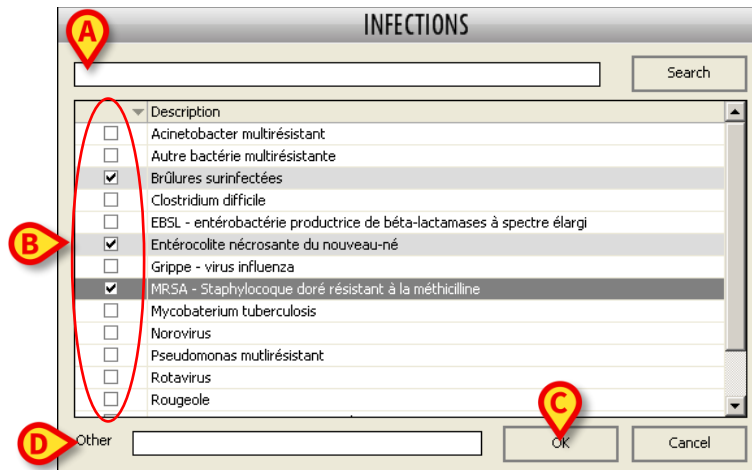 INFECTIONS
A
Search
Description
Acinetobacter multirésistant
Autre bactérie multirésistante
Brûlures surinfectées
Clostridium difficile
EBSL - entérobactérie productrice de béta-lactamases à spectre élargi
B
Entérocolite nécrosante du nouveau-né
Grippe - virus influenza
MRSA - Staphylocoque doré résistant à la méthicilline
Mycobaterium tuberculosis
Norovirus
Pseudomonas mutlirésistant
Rotavirus
Rougeole
C
D
Other
OK
Cancel